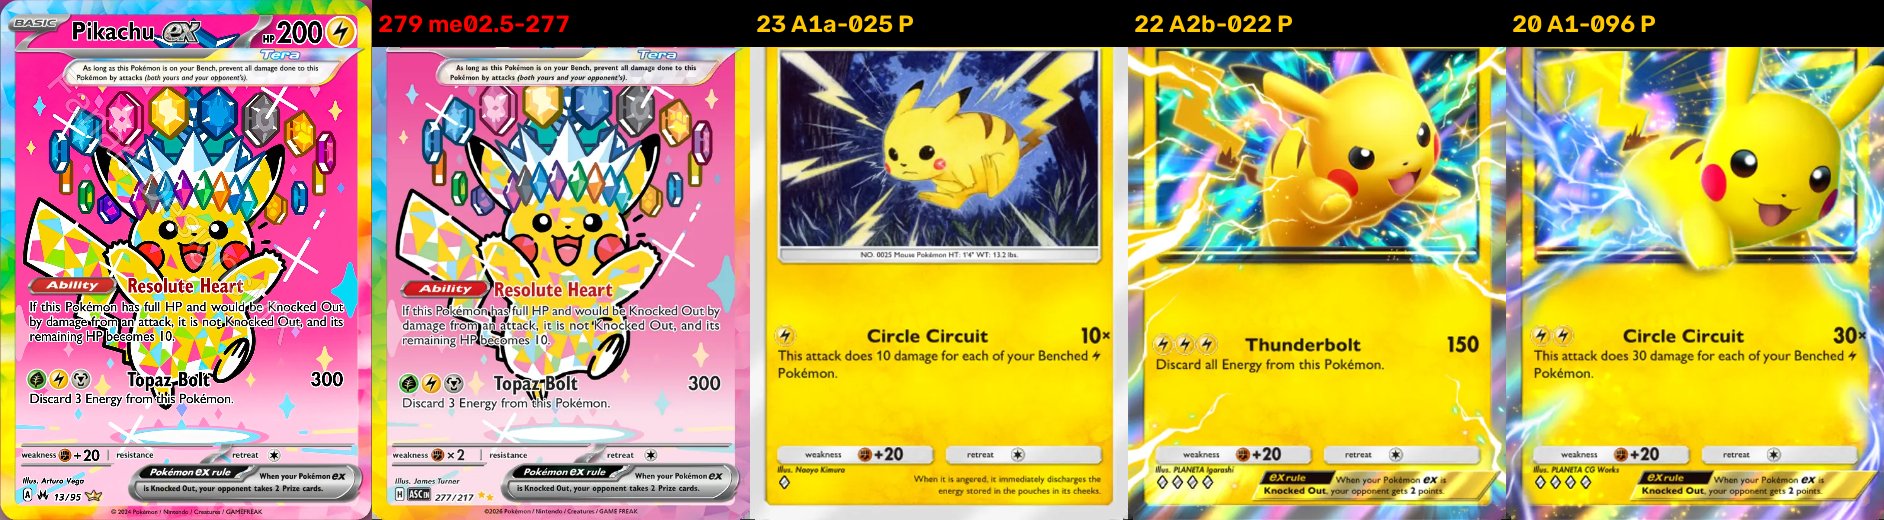 BASIC Pikachu ex HP 200
Tera
As long as this Pokémon is on your Bench, prevent all damage done to this
Pokémon by attacks (both yours and your opponent's).
Ability Resolute Heart
If this Pokémon has full HP and would be Knocked Out
by damage from an attack, it is not Knocked Out, and its
remaining HP becomes 10.
Topaz Bolt 300
Discard 3 Energy from this Pokémon.
weakness +20 resistance retreat
Pokémon ex rule When your Pokémon ex
is Knocked Out, your opponent takes 2 Prize cards.
Illus. Arturo Vega
A 13/95
© 2024 Pokémon / Nintendo / Creatures / GAMEFREAK
279 me02.5-277
Tera
As long as this Pokémon is on your Bench, prevent all damage done to this
Pokémon by attacks (both yours and your opponent's).
Ability Resolute Heart
If this Pokémon has full HP and would be Knocked Out by
damage from an attack, it is not Knocked Out, and its
remaining HP becomes 10.
Topaz Bolt 300
Discard 3 Energy from this Pokémon.
weakness ×2 resistance retreat
Pokémon ex rule When your Pokémon ex
is Knocked Out, your opponent takes 2 Prize cards.
Illus. James Turner
H ASC EN 277/217
©2026 Pokémon / Nintendo / Creatures / GAME FREAK
23 A1a-025 P
NO. 0025 Mouse Pokémon HT: 1'4" WT: 13.2 lbs.
Circle Circuit 10×
This attack does 10 damage for each of your Benched
Pokémon.
weakness +20 retreat
Illus. Naoyo Kimura
When it is angered, it immediately discharges the
energy stored in the pouches in its cheeks.
22 A2b-022 P
Thunderbolt 150
Discard all Energy from this Pokémon.
weakness +20 retreat
Illus. PLANETA Igarashi
ex rule When your Pokémon ex is
Knocked Out, your opponent gets 2 points.
20 A1-096 P
Circle Circuit 30×
This attack does 30 damage for each of your Benched
Pokémon.
weakness +20 retreat
Illus. PLANETA CG Works
ex rule When your Pokémon ex is
Knocked Out, your opponent gets 2 points.